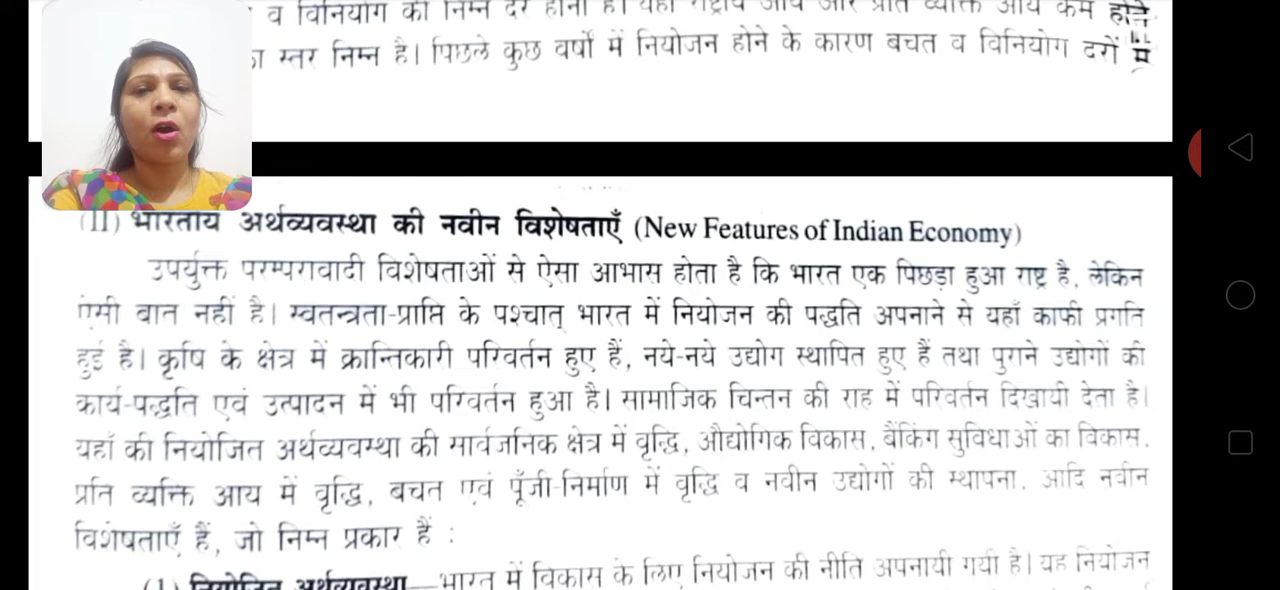 व विनियोग की निम्न दर होना है। यहाँ राष्ट्रीय आय और प्रति व्यक्ति आय कम होने
स्तर निम्न है। पिछले कुछ वर्षों में नियोजन होने के कारण बचत व विनियोग दरों में
(II) भारतीय अर्थव्यवस्था की नवीन विशेषताएँ (New Features of Indian Economy)
उपर्युक्त परम्परावादी विशेषताओं से ऐसा आभास होता है कि भारत एक पिछड़ा हुआ राष्ट्र है, लेकिन
ऐसी बात नहीं है। स्वतन्त्रता-प्राप्ति के पश्चात् भारत में नियोजन की पद्धति अपनाने से यहाँ काफी प्रगति
हुई है। कृषि के क्षेत्र में क्रान्तिकारी परिवर्तन हुए हैं, नये-नये उद्योग स्थापित हुए हैं तथा पुराने उद्योगों की
कार्य-पद्धति एवं उत्पादन में भी परिवर्तन हुआ है। सामाजिक चिन्तन की राह में परिवर्तन दिखायी देता है।
यहाँ की नियोजित अर्थव्यवस्था की सार्वजनिक क्षेत्र में वृद्धि, औद्योगिक विकास, बैंकिंग सुविधाओं का विकास,
प्रति व्यक्ति आय में वृद्धि, बचत एवं पूँजी-निर्माण में वृद्धि व नवीन उद्योगों की स्थापना, आदि नवीन
विशेषताएँ हैं, जो निम्न प्रकार हैं :
(1) नियोजित अर्थव्यवस्था—भारत में विकास के लिए नियोजन की नीति अपनायी गयी है। यह नियोजन